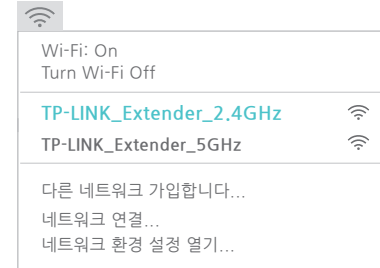 Wi-Fi: On
Turn Wi-Fi Off
TP-LINK_Extender_2.4GHz
TP-LINK_Extender_5GHz
다른 네트워크 가입합니다...
네트워크 연결...
네트워크 환경 설정 열기...